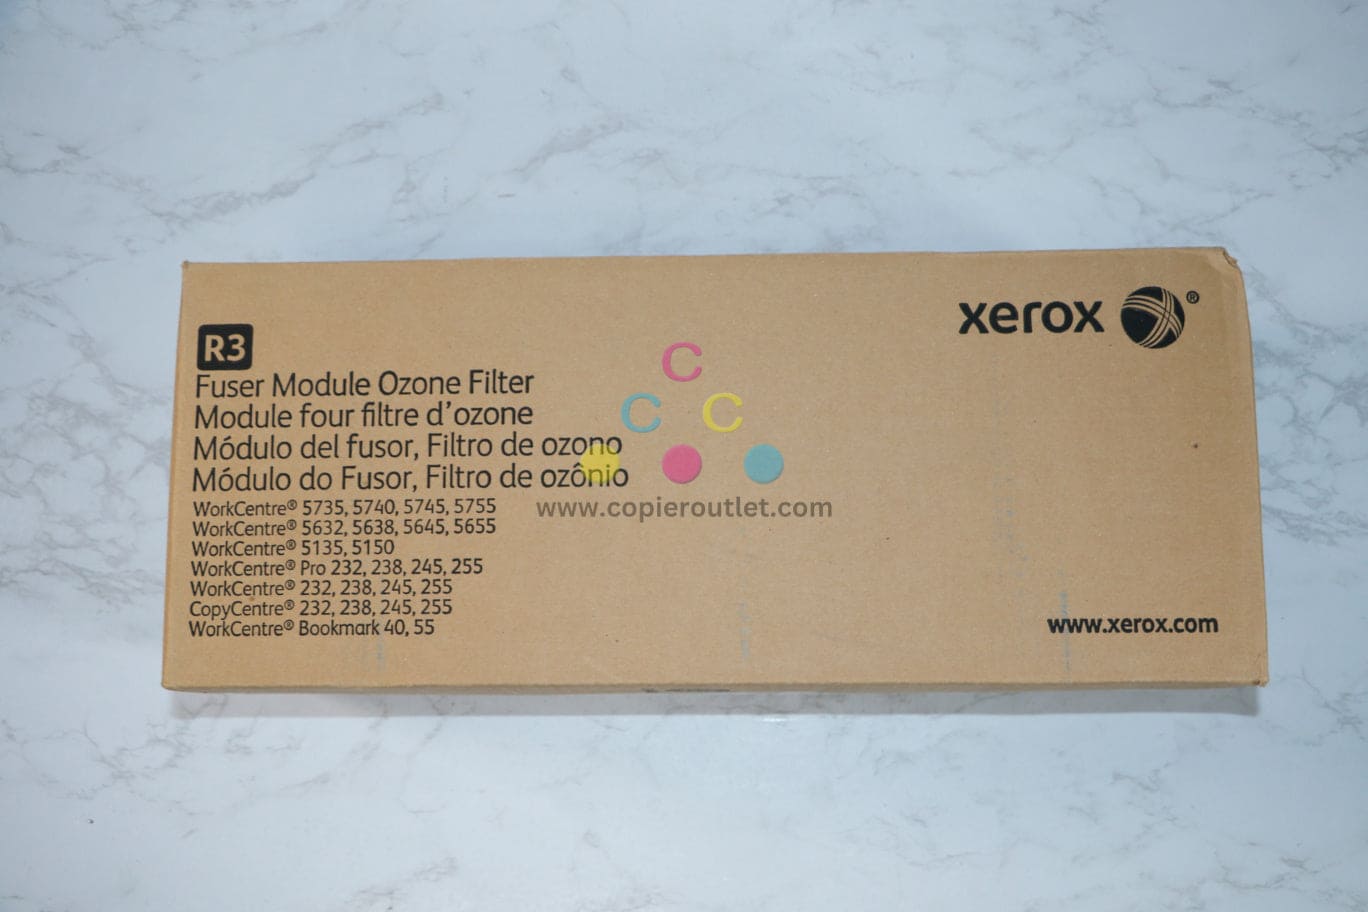 xerox ®
R3
Fuser Module Ozone Filter
Module four filtre d'ozone
Módulo del fusor, Filtro de ozono
Módulo do Fusor, Filtro de ozônio
WorkCentre® 5735, 5740, 5745, 5755
WorkCentre® 5632, 5638, 5645, 5655
WorkCentre® 5135, 5150
WorkCentre® Pro 232, 238, 245, 255
WorkCentre® 232, 238, 245, 255
CopyCentre® 232, 238, 245, 255
WorkCentre® Bookmark 40, 55
C
C C
www.copieroutlet.com
www.xerox.com